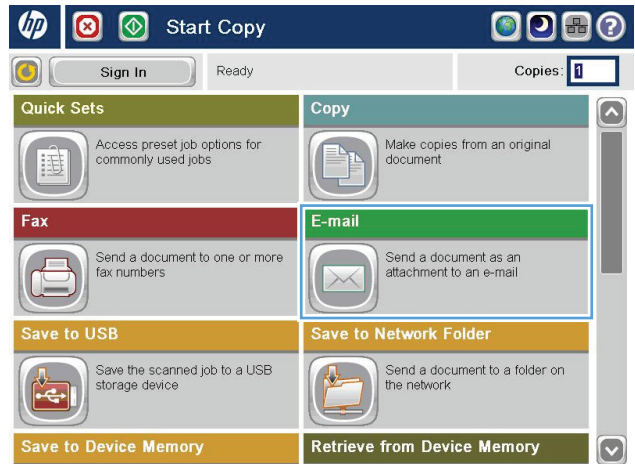 hp
Start Copy
?
Sign In
Ready
Copies: 1
Quick Sets
Access preset job options for
commonly used jobs
Copy
Make copies from an original
document
Fax
Send a document to one or more
fax numbers
E-mail
Send a document as an
attachment to an e-mail
Save to USB
Save the scanned job to a USB
storage device
Save to Network Folder
Send a document to a folder on
the network
Save to Device Memory
Retrieve from Device Memory